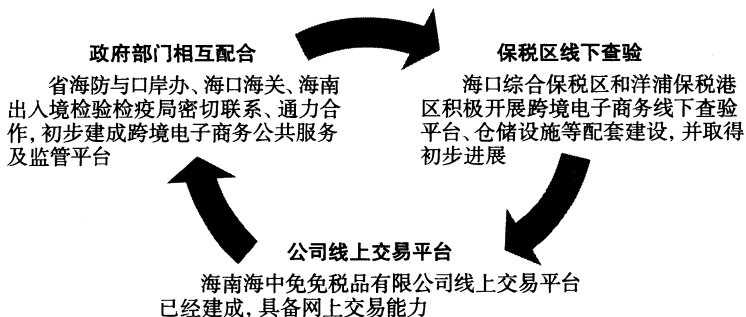 政府部门相互配合
省海防与口岸办、海口海关、海南
出入境检验检疫局密切联系、通力合
作,初步建成跨境电子商务公共服务
及监管平台
保税区线下查验
海口综合保税区和洋浦保税港
区积极开展跨境电子商务线下查验
平台、仓储设施等配套建设,并取得
初步进展
公司线上交易平台
海南海中免免税品有限公司线上交易平台
已经建成,具备网上交易能力